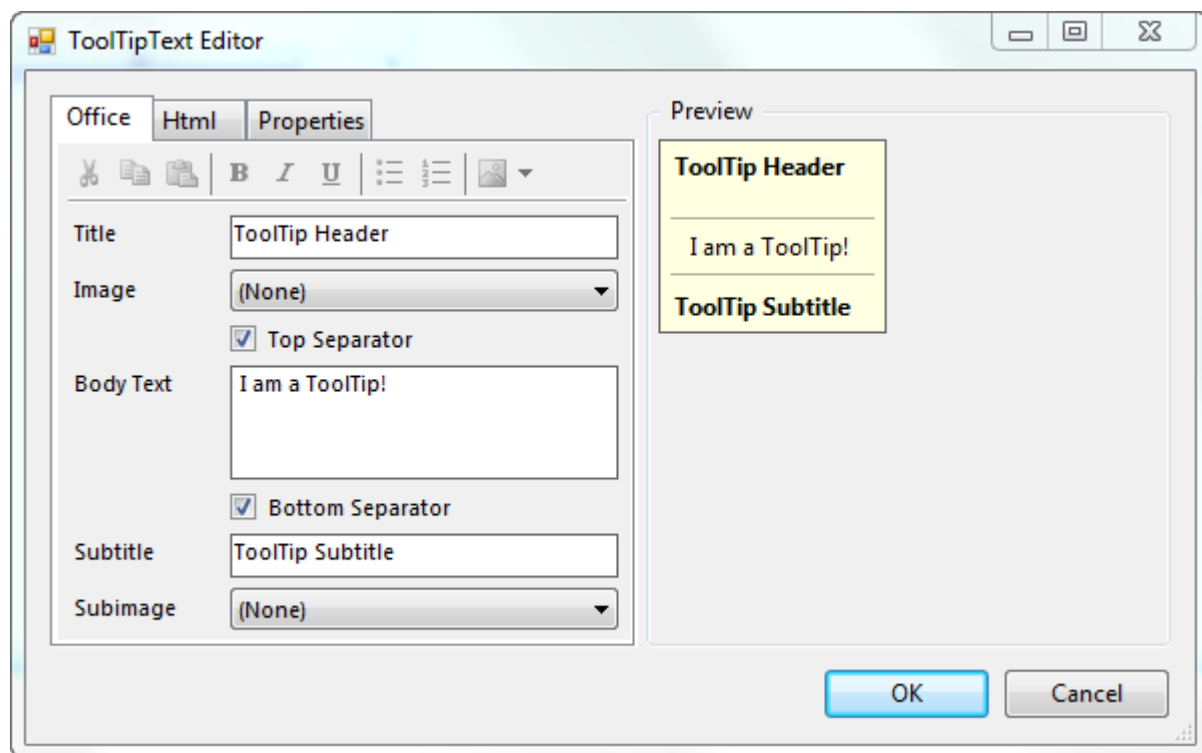 ToolTipText Editor
Office Html Properties
B I U
Title ToolTip Header
Image (None)
Top Separator
Body Text I am a ToolTip!
Bottom Separator
Subtitle ToolTip Subtitle
Subimage (None)
Preview
ToolTip Header
I am a ToolTip!
ToolTip Subtitle
OK Cancel